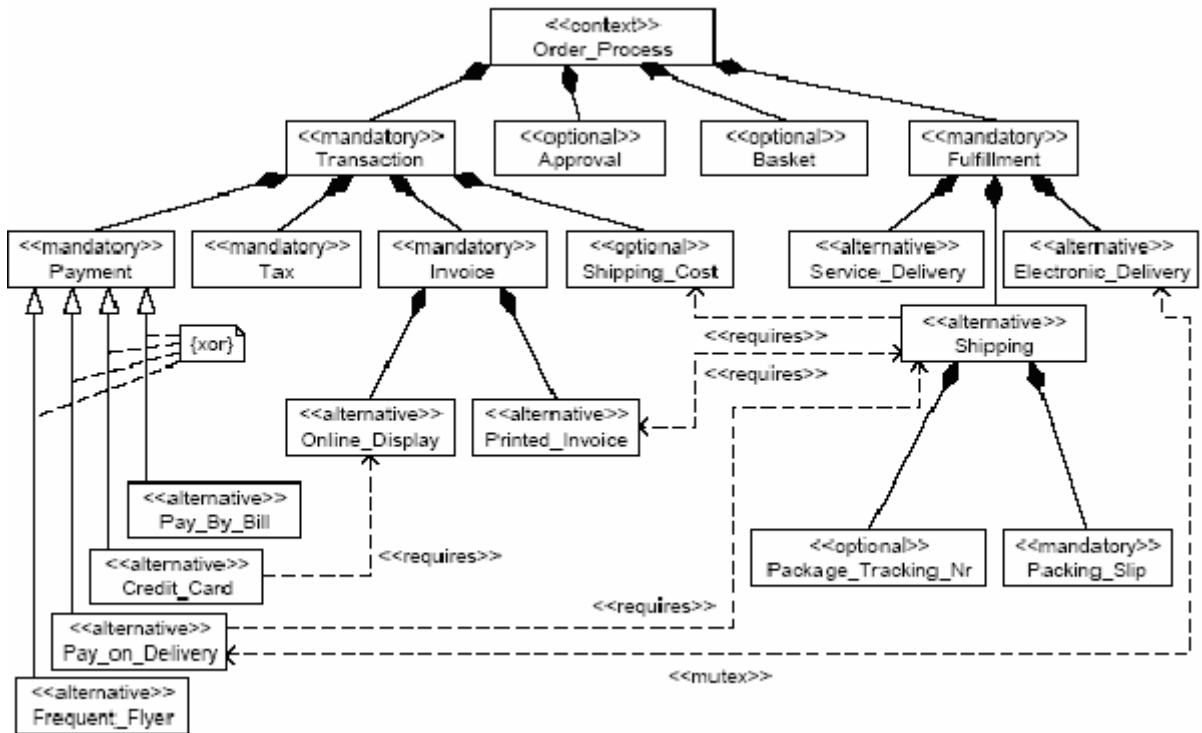 <<context>>
Order_Process
<<mandatory>>
Transaction
<<optional>>
Approval
<<optional>>
Basket
<<mandatory>>
Fulfillment
<<mandatory>>
Payment
<<mandatory>>
Tax
<<mandatory>>
Invoice
<<optional>>
Shipping_Cost
<<alternative>>
Service_Delivery
<<alternative>>
Electronic_Delivery
{xor}
<<requires>>
<<requires>>
<<alternative>>
Shipping
<<alternative>>
Online_Display
<<alternative>>
Printed_Invoice
<<alternative>>
Pay_By_Bill
<<requires>>
<<optional>>
Package_Tracking_Nr
<<mandatory>>
Packing_Slip
<<alternative>>
Credit_Card
<<requires>>
<<alternative>>
Pay_on_Delivery
<<mutex>>
<<alternative>>
Frequent_Flyer